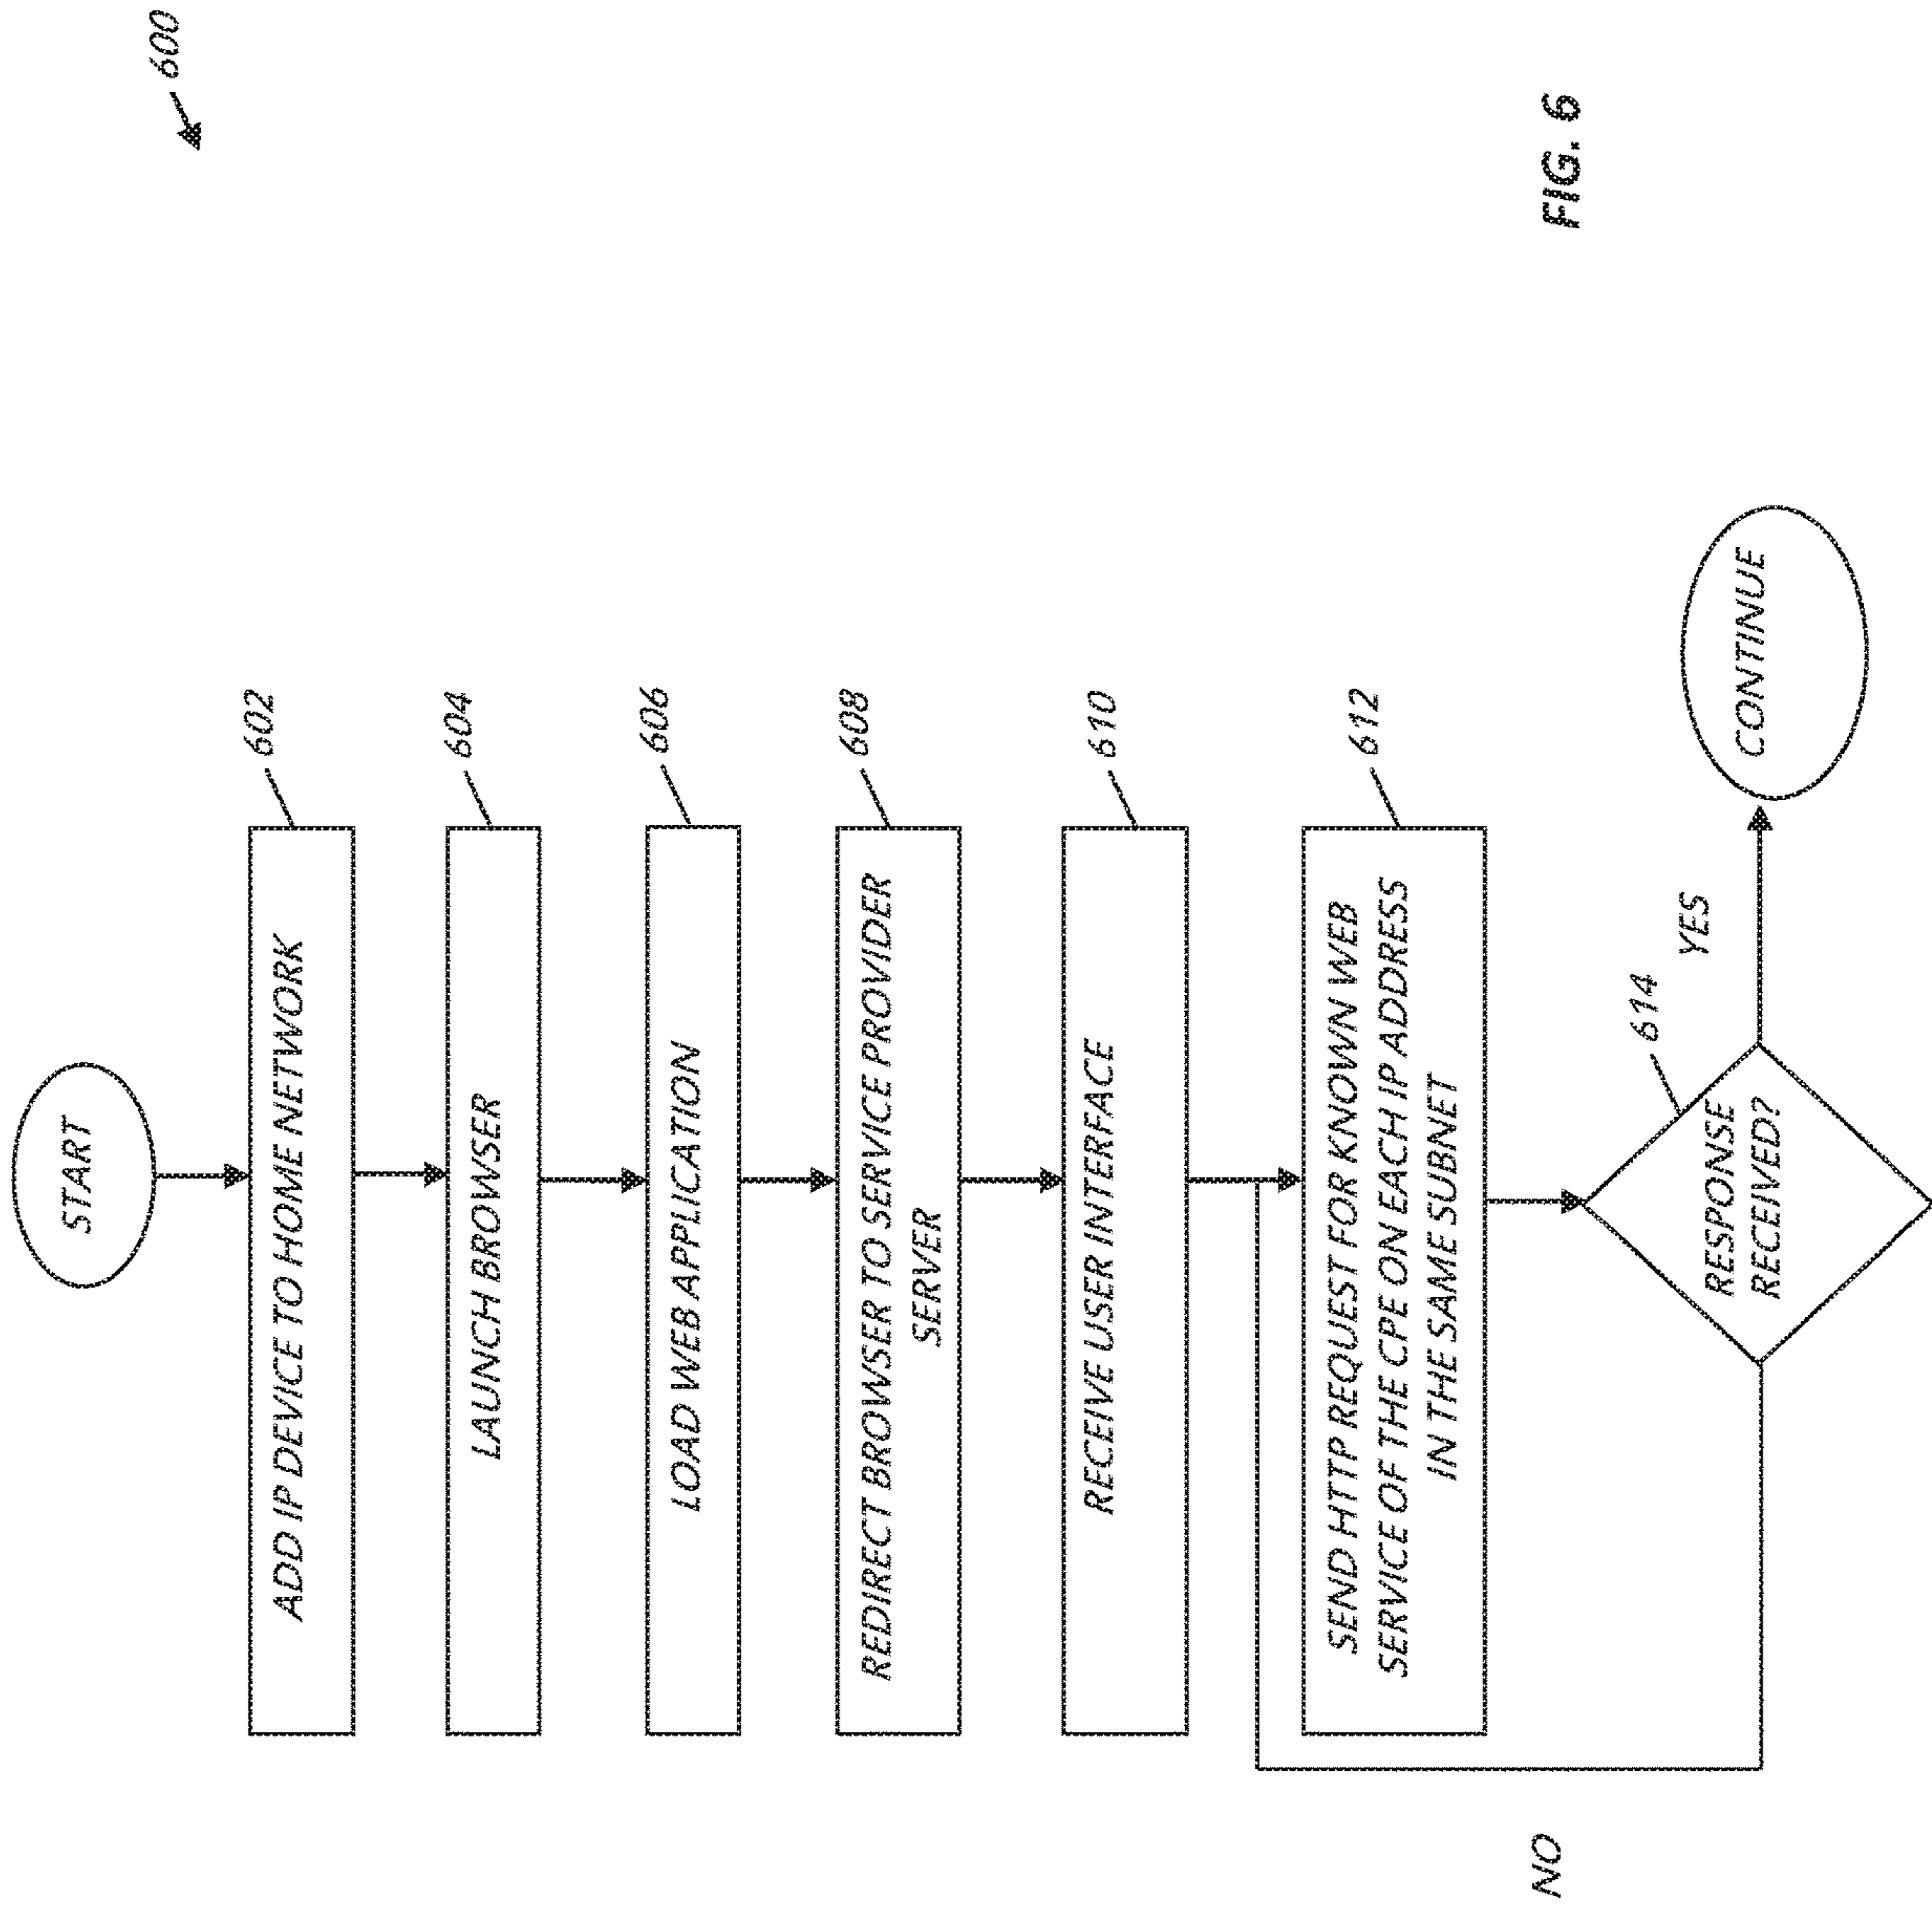 600
START
ADD IP DEVICE TO HOME NETWORK
602
LAUNCH BROWSER
604
LOAD WEB APPLICATION
606
REDIRECT BROWSER TO SERVICE PROVIDER
SERVER
608
RECEIVE USER INTERFACE
610
SEND HTTP REQUEST FOR KNOWN WEB
SERVICE OF THE CPE ON EACH IP ADDRESS
IN THE SAME SUBNET
612
RESPONSE
RECEIVED?
614
YES
CONTINUE
NO
FIG. 6